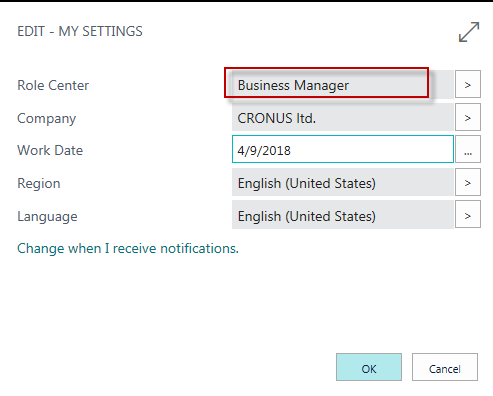 EDIT - MY SETTINGS
Role Center Business Manager >
Company CRONUS ltd. >
Work Date 4/9/2018 ...
Region English (United States) >
Language English (United States) >
Change when I receive notifications.
OK Cancel